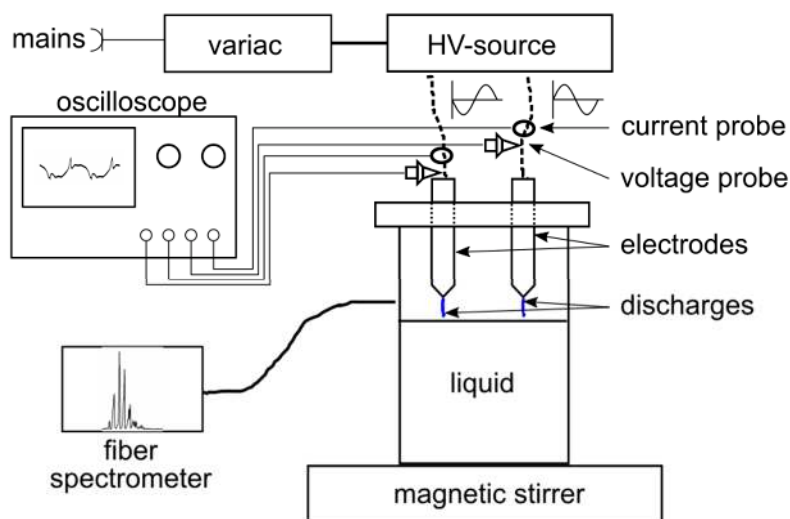 mains
variac
HV-source
oscilloscope
current probe
voltage probe
electrodes
discharges
liquid
fiber
spectrometer
magnetic stirrer